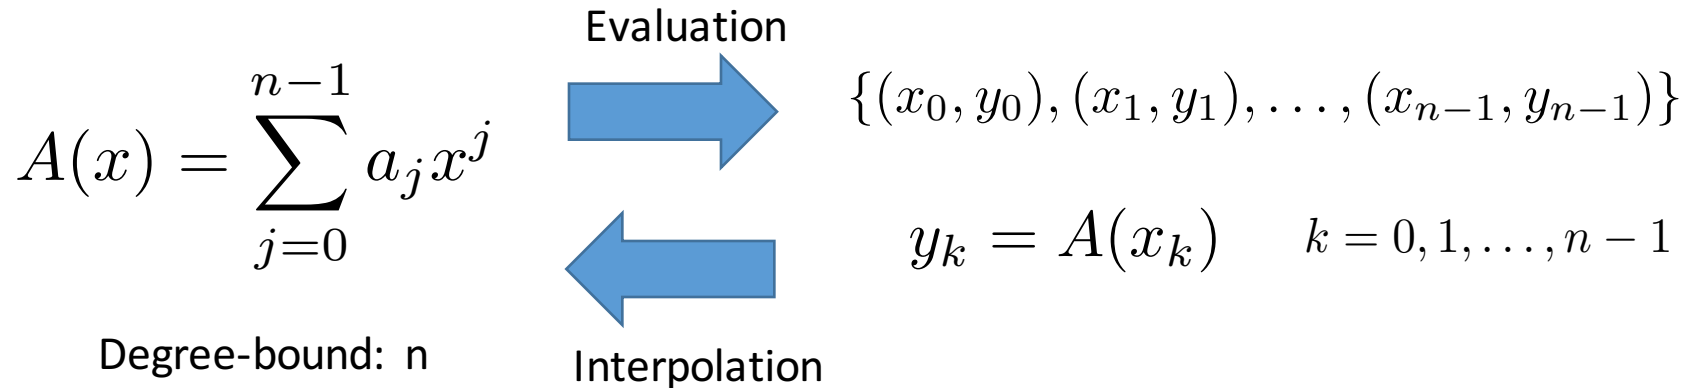 Evaluation
A(x) = \sum_{j=0}^{n-1} a_j x^j
{(x_0, y_0), (x_1, y_1), . . . , (x_{n-1}, y_{n-1})}
y_k = A(x_k) k = 0, 1, . . . , n − 1
Degree-bound: n
Interpolation